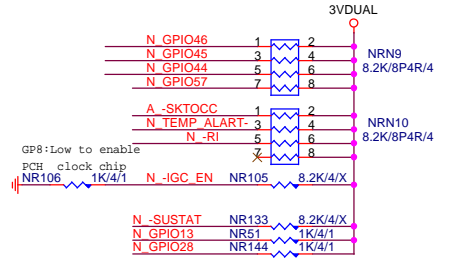 3VDUAL
N_GPIO46 1 2
N_GPIO45 3 4 NRN9
N_GPIO44 5 6 8.2K/8P4R/4
N_GPIO57 7 8
A_-SKTOCC 1 2
N_TEMP_ALART- 3 4 NRN10
N_-RI 5 6 8.2K/8P4R/4
7 8
GP8:Low to enable
PCH clock chip
NR106 1K/4/1 N_-IGC_EN NR105 8.2K/4/X
N_-SUSTAT NR133 8.2K/4/X
N_GPIO13 NR51 1K/4/1
N_GPIO28 NR144 1K/4/1